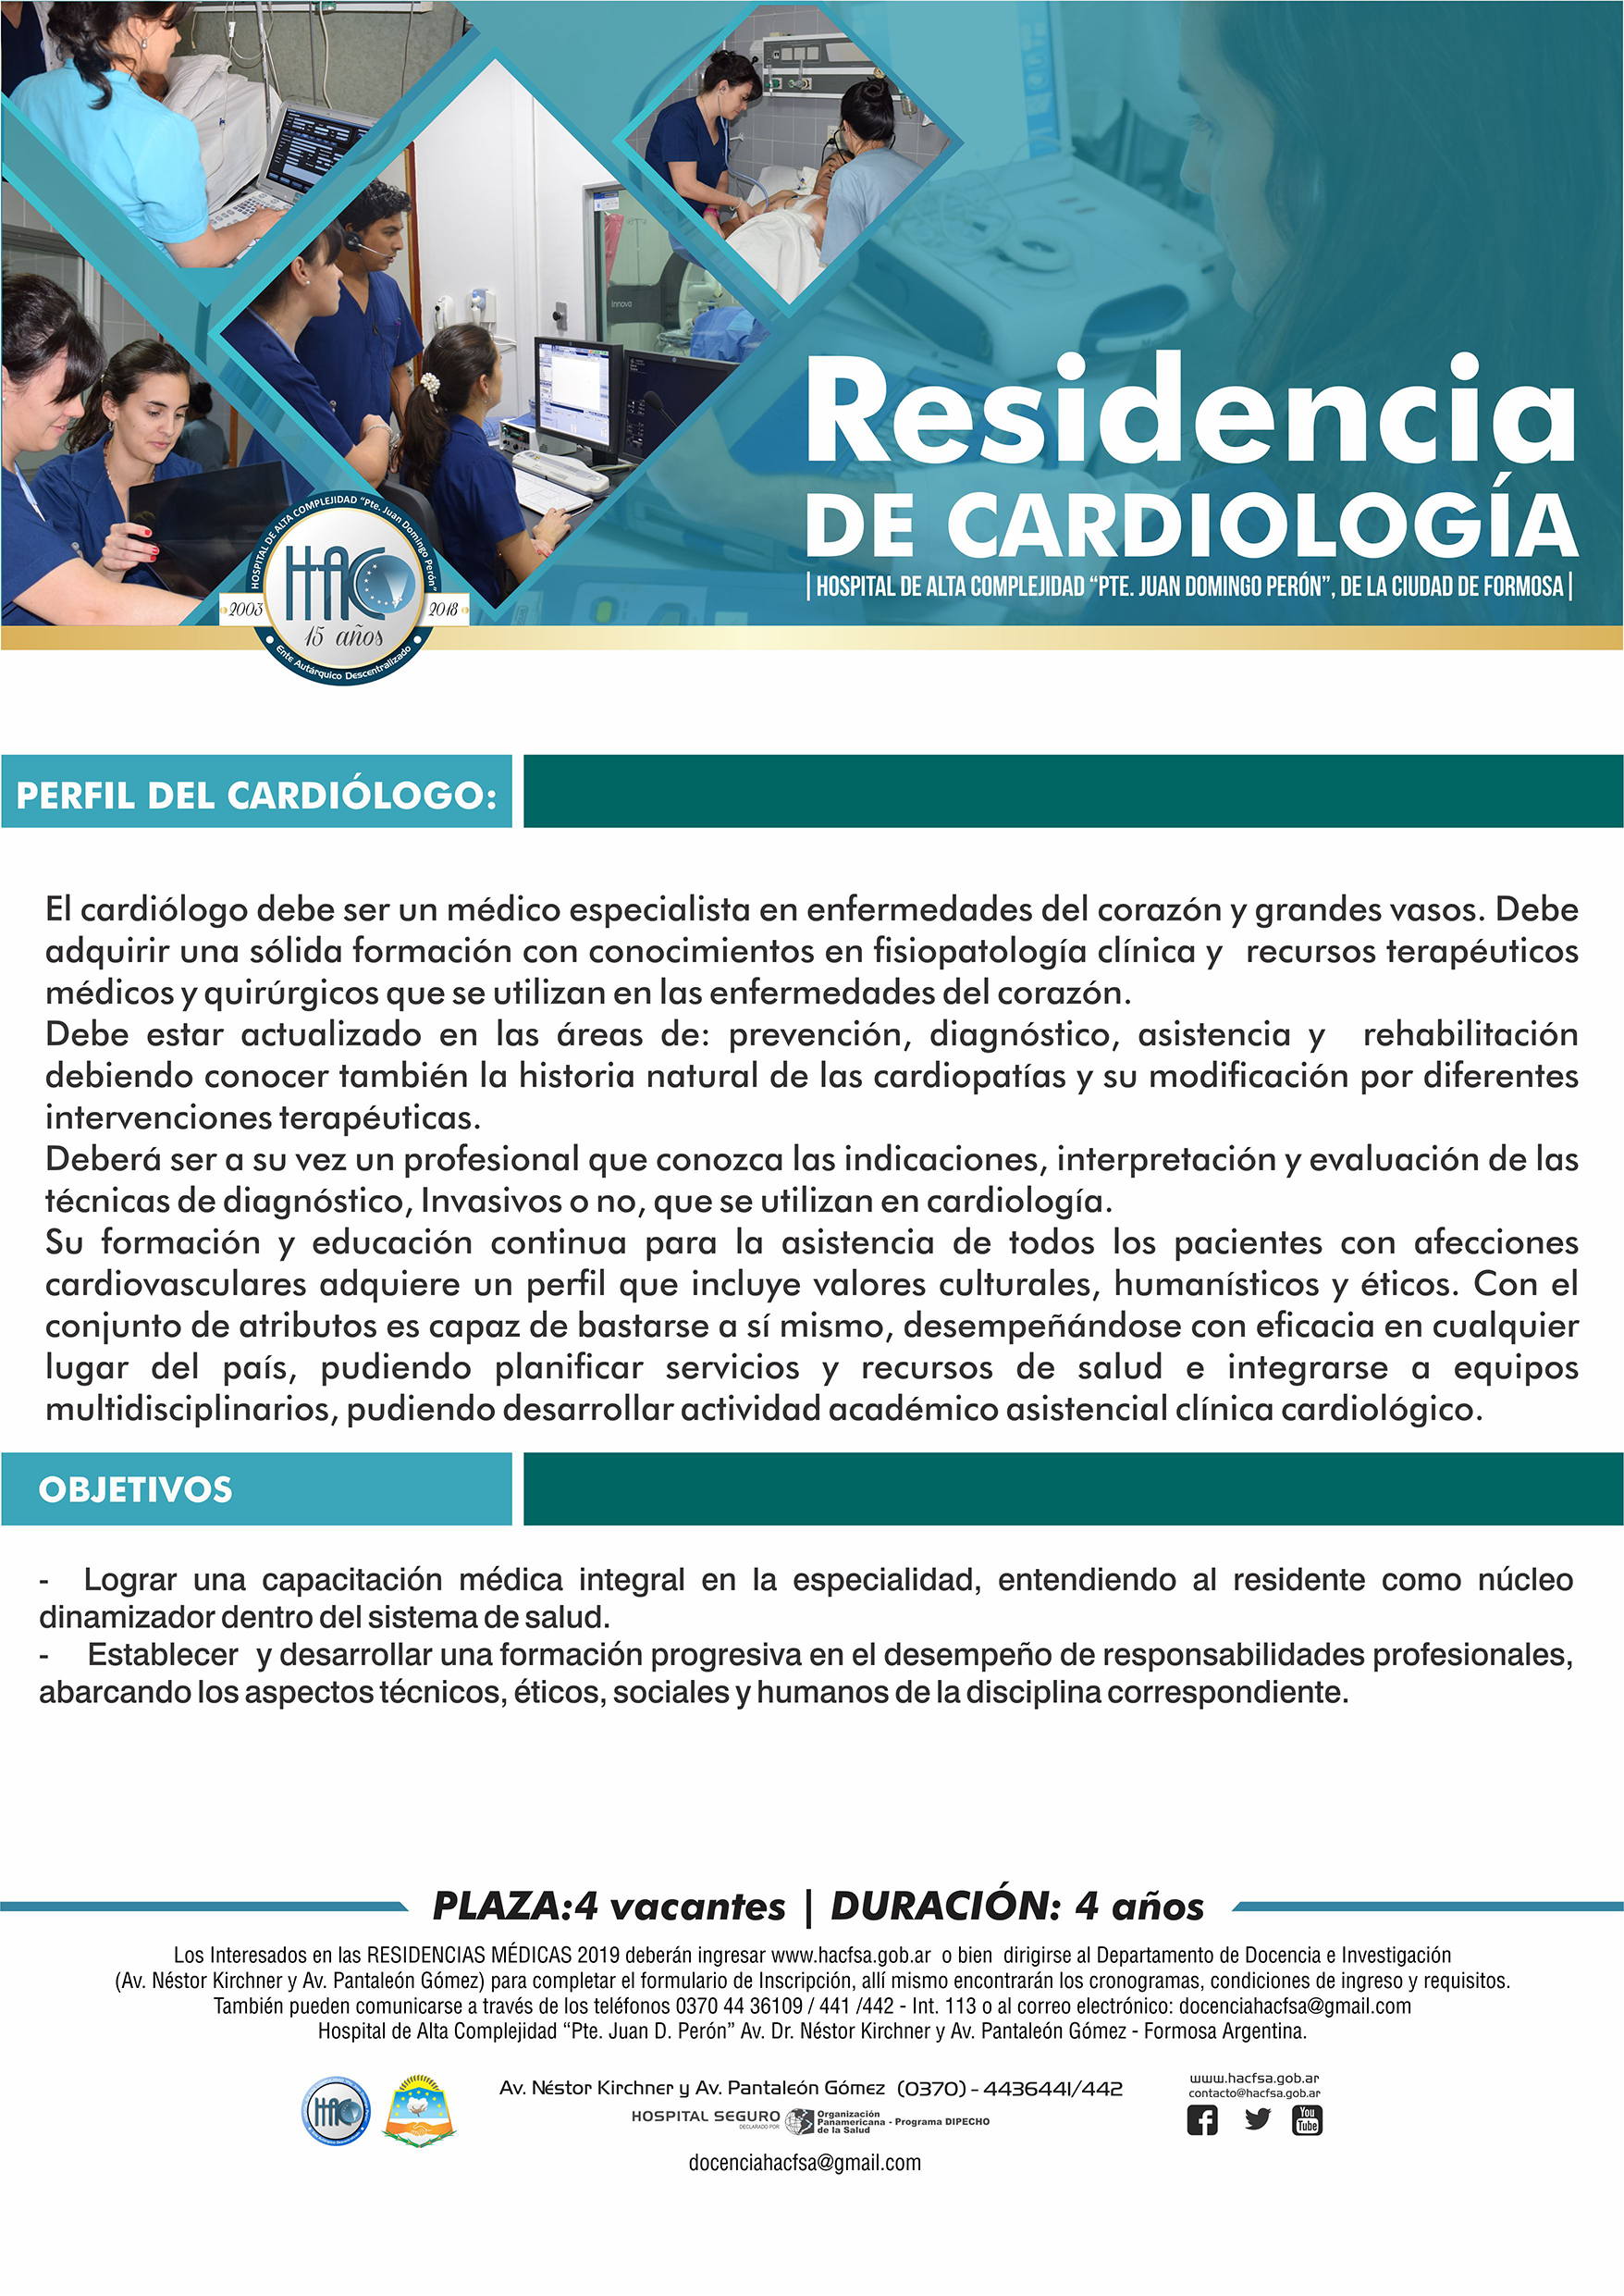 Innova
Residencia
DE CARDIOLOGÍA
| HOSPITAL DE ALTA COMPLEJIDAD “PTE. JUAN DOMINGO PERÓN”, DE LA CIUDAD DE FORMOSA |
HOSPITAL DE ALTA COMPLEJIDAD “Pte. Juan Domingo Perón”
HAC
2003 2018
15 años
Ente Autárquico Descentralizado
PERFIL DEL CARDIÓLOGO:
El cardiólogo debe ser un médico especialista en enfermedades del corazón y grandes vasos. Debe
adquirir una sólida formación con conocimientos en fisiopatología clínica y recursos terapéuticos
médicos y quirúrgicos que se utilizan en las enfermedades del corazón.
Debe estar actualizado en las áreas de: prevención, diagnóstico, asistencia y rehabilitación
debiendo conocer también la historia natural de las cardiopatías y su modificación por diferentes
intervenciones terapéuticas.
Deberá ser a su vez un profesional que conozca las indicaciones, interpretación y evaluación de las
técnicas de diagnóstico, Invasivos o no, que se utilizan en cardiología.
Su formación y educación continua para la asistencia de todos los pacientes con afecciones
cardiovasculares adquiere un perfil que incluye valores culturales, humanísticos y éticos. Con el
conjunto de atributos es capaz de bastarse a sí mismo, desempeñándose con eficacia en cualquier
lugar del país, pudiendo planificar servicios y recursos de salud e integrarse a equipos
multidisciplinarios, pudiendo desarrollar actividad académico asistencial clínica cardiológico.
OBJETIVOS
- Lograr una capacitación médica integral en la especialidad, entendiendo al residente como núcleo
dinamizador dentro del sistema de salud.
- Establecer y desarrollar una formación progresiva en el desempeño de responsabilidades profesionales,
abarcando los aspectos técnicos, éticos, sociales y humanos de la disciplina correspondiente.
PLAZA:4 vacantes | DURACIÓN: 4 años
Los Interesados en las RESIDENCIAS MÉDICAS 2019 deberán ingresar www.hacfsa.gob.ar o bien dirigirse al Departamento de Docencia e Investigación
(Av. Néstor Kirchner y Av. Pantaleón Gómez) para completar el formulario de Inscripción, allí mismo encontrarán los cronogramas, condiciones de ingreso y requisitos.
También pueden comunicarse a través de los teléfonos 0370 44 36109 / 441 /442 - Int. 113 o al correo electrónico: docenciahacfsa@gmail.com
Hospital de Alta Complejidad “Pte. Juan D. Perón” Av. Dr. Néstor Kirchner y Av. Pantaleón Gómez - Formosa Argentina.
HAC
Av. Néstor Kirchner y Av. Pantaleón Gómez (0370) - 4436441/442
HOSPITAL SEGURO
DECLARADO POR
Organización
Panamericana - Programa DIPECHO
de la Salud
www.hacfsa.gob.ar
contacto@hacfsa.gob.ar
You
Tube
docenciahacfsa@gmail.com